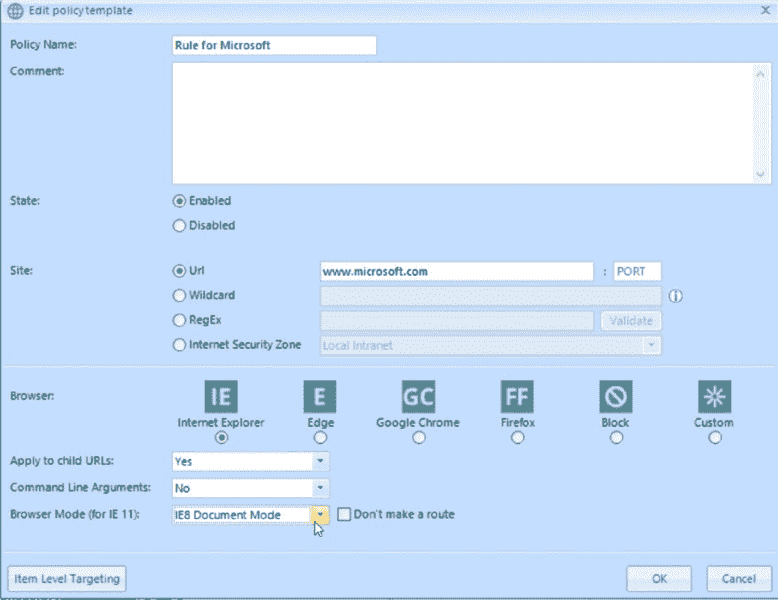 Edit policy template
Policy Name: Rule for Microsoft
Comment:
State: Enabled
Disabled
Site: Url www.microsoft.com : PORT
Wildcard
RegEx Validate
Internet Security Zone Local Intranet
IE E GC FF
Browser: Internet Explorer Edge Google Chrome Firefox Block Custom
Apply to child URLs: Yes
Command Line Arguments: No
Browser Mode (for IE 11): IE8 Document Mode Don't make a route
Item Level Targeting OK Cancel